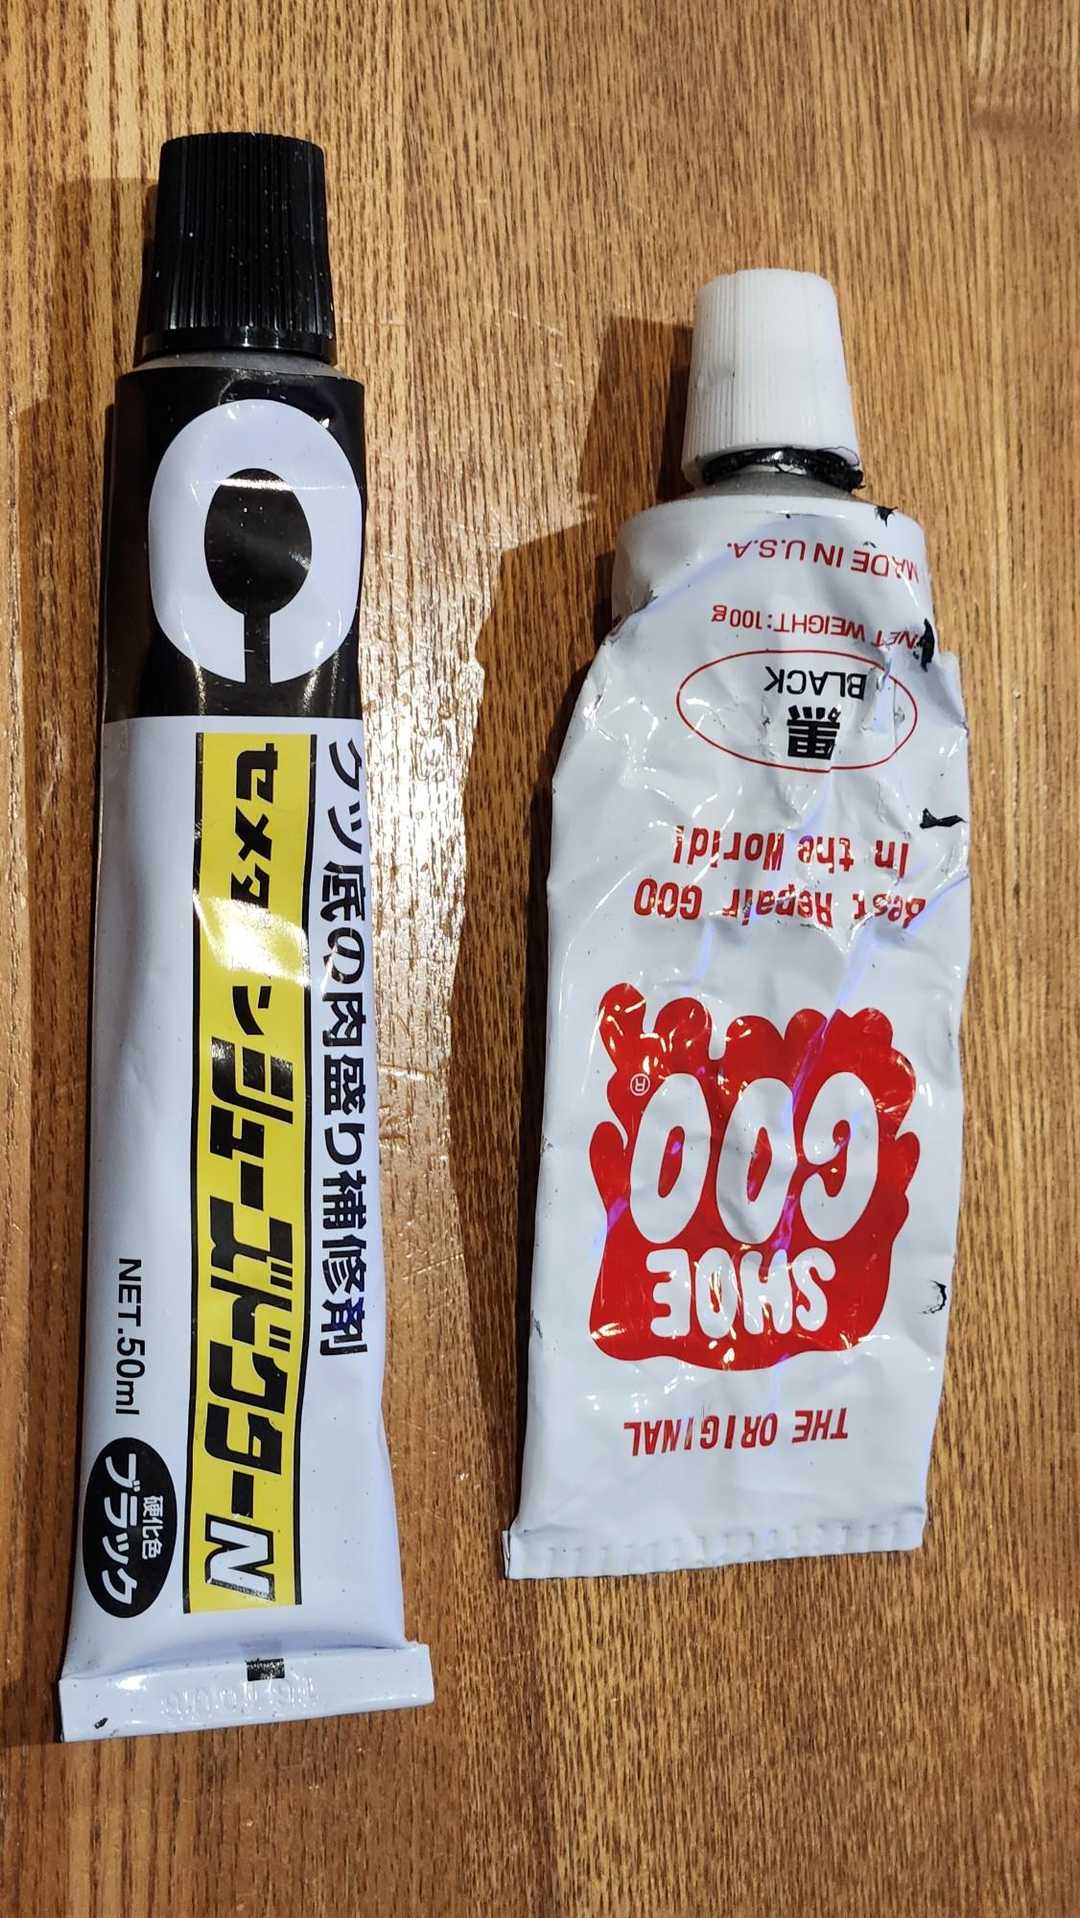 クツ底の肉盛り補修剤
セメダインシューズドクターN
NET.50ml
硬化色
ブラック
THE ORIGINAL
SHOE
GOO®
Best Repair GOO
In the World!
黒
BLACK
NET WEIGHT:100g
MADE IN U.S.A.